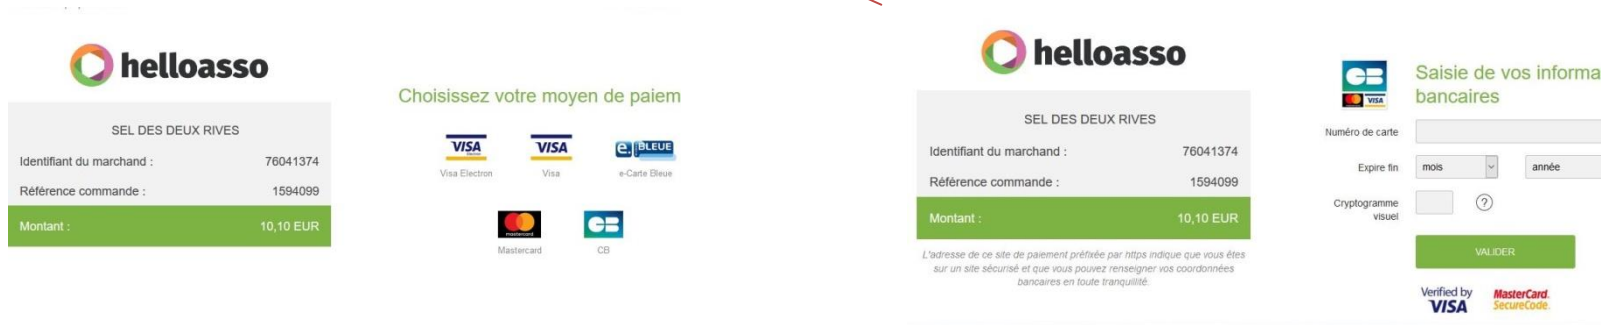 helloasso
SEL DES DEUX RIVES
Identifiant du marchand : 76041374
Référence commande : 1594099
Montant : 10,10 EUR
Choisissez votre moyen de paiem
VISA
Electron
Visa Electron
VISA
Visa
e. BLEUE
e-Carte Bleue
mastercard
Mastercard
CB
CB
helloasso
SEL DES DEUX RIVES
Identifiant du marchand : 76041374
Référence commande : 1594099
Montant : 10,10 EUR
L'adresse de ce site de paiement préfixée par https indique que vous êtes
sur un site sécurisé et que vous pouvez renseigner vos coordonnées
bancaires en toute tranquillité.
CB
VISA
Saisie de vos informa
bancaires
Numéro de carte
Expire fin mois année
Cryptogramme
visuel
?
VALIDER
Verified by
VISA
MasterCard.
SecureCode.